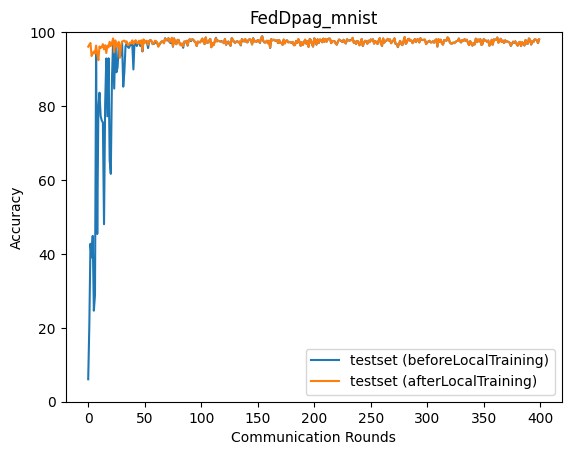 FedDpag_mnist
100
80
60
40
20
0
Accuracy
0 50 100 150 200 250 300 350 400
Communication Rounds
testset (beforeLocalTraining)
testset (afterLocalTraining)